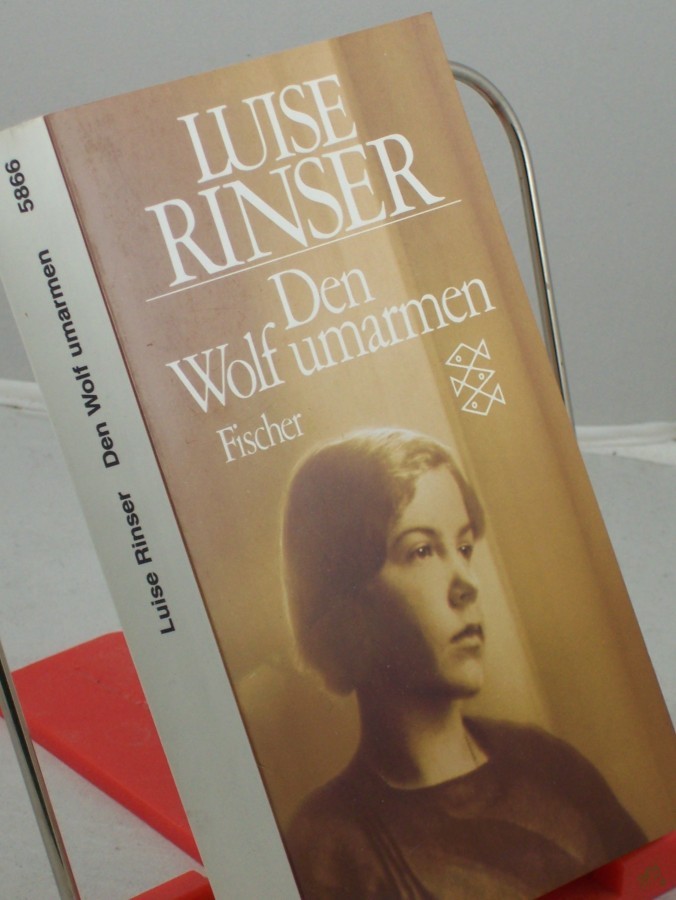 LUISE
RINSER
Den
Wolf umarmen
Fischer
Luise Rinser Den Wolf umarmen 5866